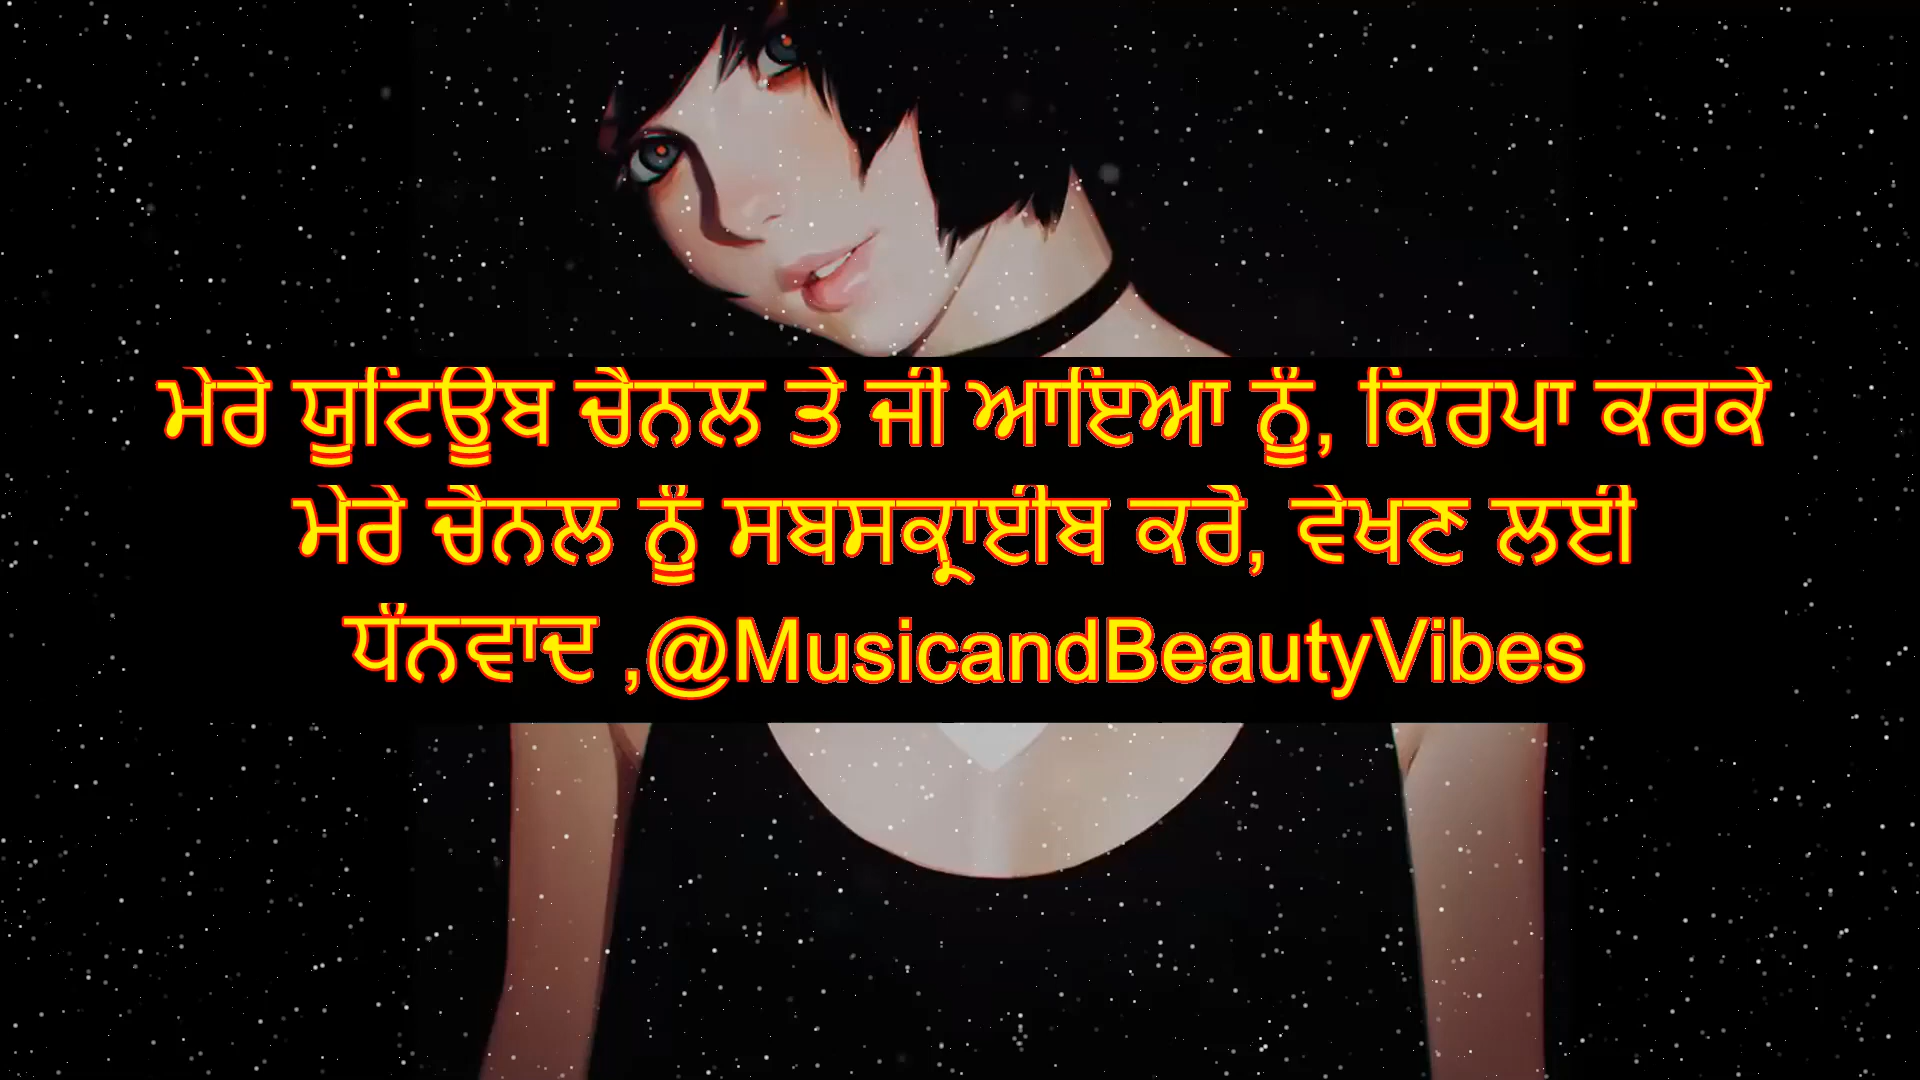 ਮੇਰੇ ਯੂਟਿਊਬ ਚੈਨਲ ਤੇ ਜੀ ਆਇਆ ਨੂੰ, ਕਿਰਪਾ ਕਰਕੇ
ਮੇਰੇ ਚੈਨਲ ਨੂੰ ਸਬਸਕ੍ਰਾਈਬ ਕਰੋ, ਵੇਖਣ ਲਈ
ਧੰਨਵਾਦ ,@MusicandBeautyVibes